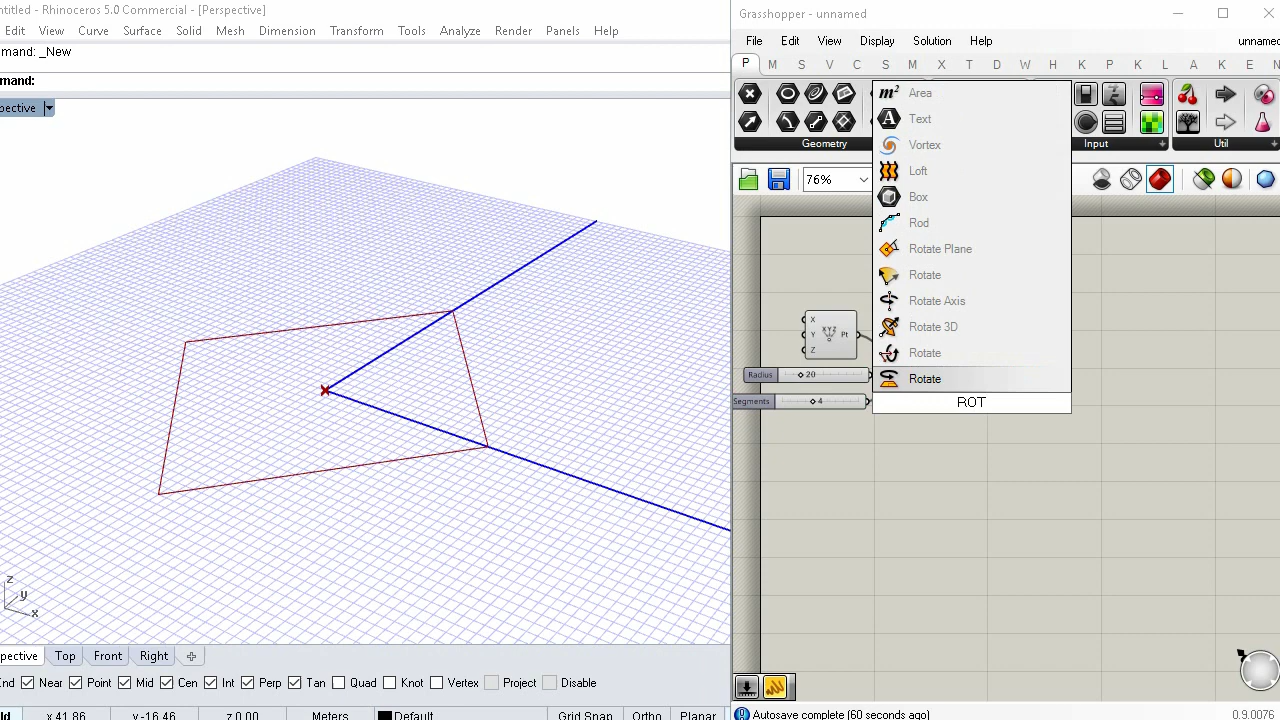 ntitled - Rhinoceros 5.0 Commercial - [Perspective]
Edit View Curve Surface Solid Mesh Dimension Transform Tools Analyze Render Panels Help
mmand: _New
mmand:
spective
Grasshopper - unnamed
File Edit View Display Solution Help unnamed
P M S V C S M X T D W K P K L A K E N
Geometry Input Util
76%
m² Area
A Text
Vortex
Loft
Box
Rod
Rotate Plane
Rotate
Rotate Axis
Rotate 3D
Rotate
Rotate
ROT
X
Y
Z
XYZ
Pt
Radius 20
Segments 4
z
y
x
spective Top Front Right
End Near Point Mid Cen Int Perp Tan Quad Knot Vertex Project Disable
x 41.86 y -16.46 z 0.00 Meters Default Grid Snap Ortho Planar
Autosave complete (60 seconds ago) 0.9.0076